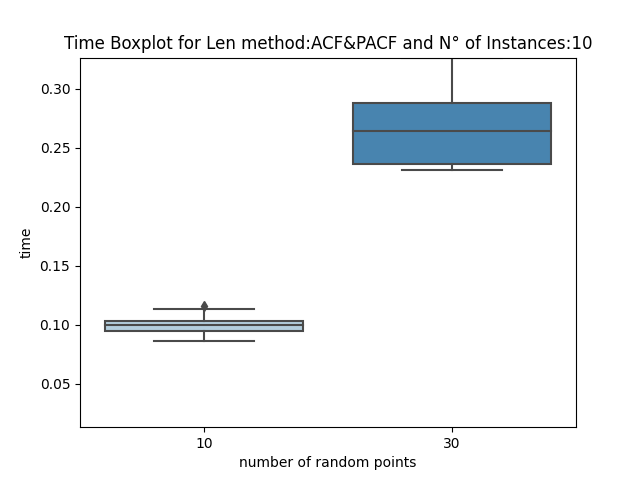 Time Boxplot for Len method:ACF&PACF and N° of Instances:10
0.30
0.25
0.20
0.15
0.10
0.05
time
10 30
number of random points